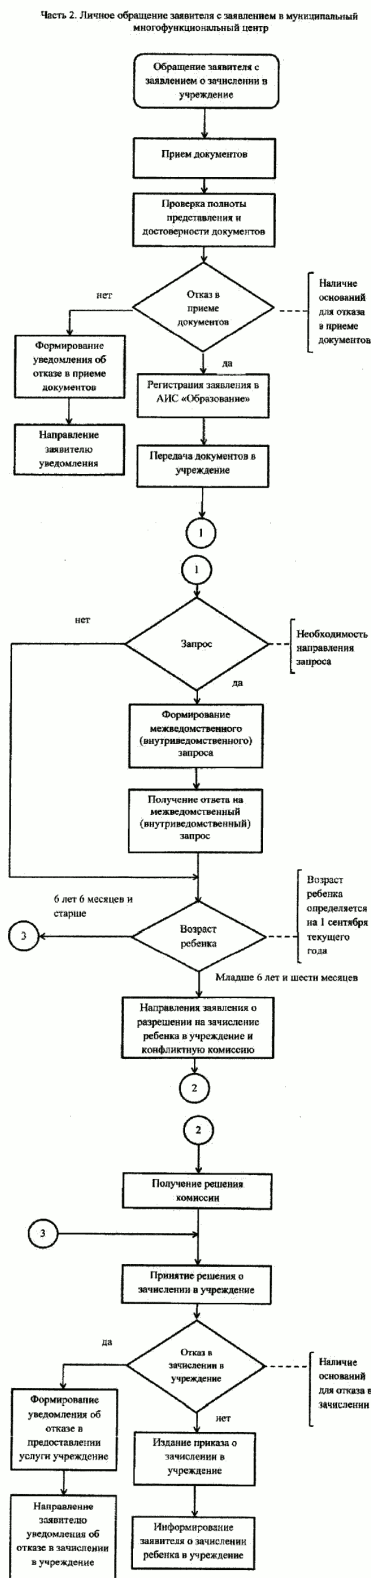 Часть 2. Личное обращение заявителя с заявлением в муниципальный
многофункциональный центр
Обращение заявителя с
заявлением о зачислении в
учреждение
Прием документов
Проверка полноты
представления и
достоверности документов
Отказ в
приеме
документов
Наличие
оснований
для отказа
в приеме
документов
нет
Формирование
уведомления об
отказе в приеме
документов
да
Регистрация заявления в
АИС «Образование»
Направление
заявителю
уведомления
Передача документов в
учреждение
1
1
нет
Запрос
Необходимость
направления
запроса
да
Формирование
межведомственного
(внутриведомственного)
запроса
Получение ответа на
межведомственный
(внутриведомственный)
запрос
6 лет 6 месяцев и
старше
3
Возраст
ребенка
Возраст
ребенка
определяется
на 1 сентября
текущего
года
Младше 6 лет и шести месяцев
Направления заявления о
разрешении на зачисление
ребенка в учреждение и
конфликтную комиссию
2
2
Получение решения
комиссии
3
Принятие решения о
зачислении в учреждение
да
Отказ в
зачислении в
учреждение
Наличие
оснований
для отказа в
зачислении
нет
Формирование
уведомления об
отказе в
предоставлении
услуги учреждение
Издание приказа о
зачислении в
учреждение
Направление
заявителю
уведомления об
отказе в зачислении
в учреждение
Информирование
заявителя о зачислении
ребенка в учреждение